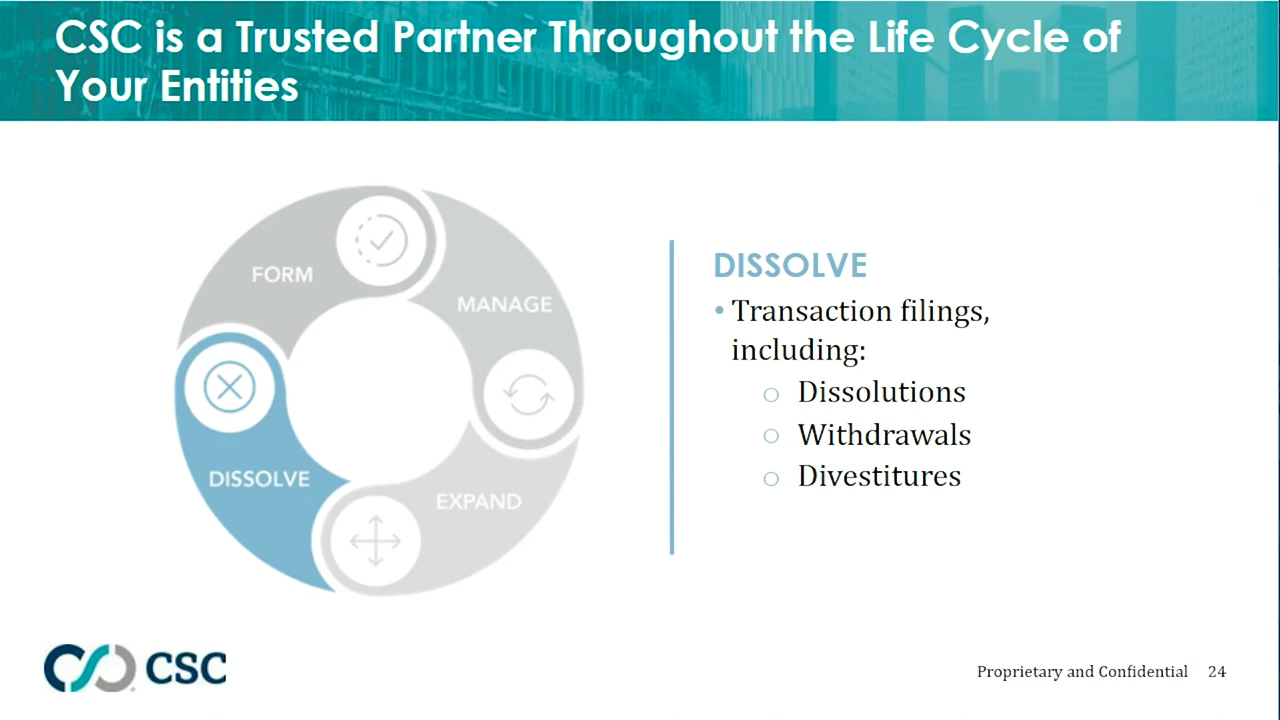 CSC is a Trusted Partner Throughout the Life Cycle of
Your Entities
FORM
MANAGE
DISSOLVE
EXPAND
DISSOLVE
• Transaction filings,
including:
○ Dissolutions
○ Withdrawals
○ Divestitures
CSC
Proprietary and Confidential 24